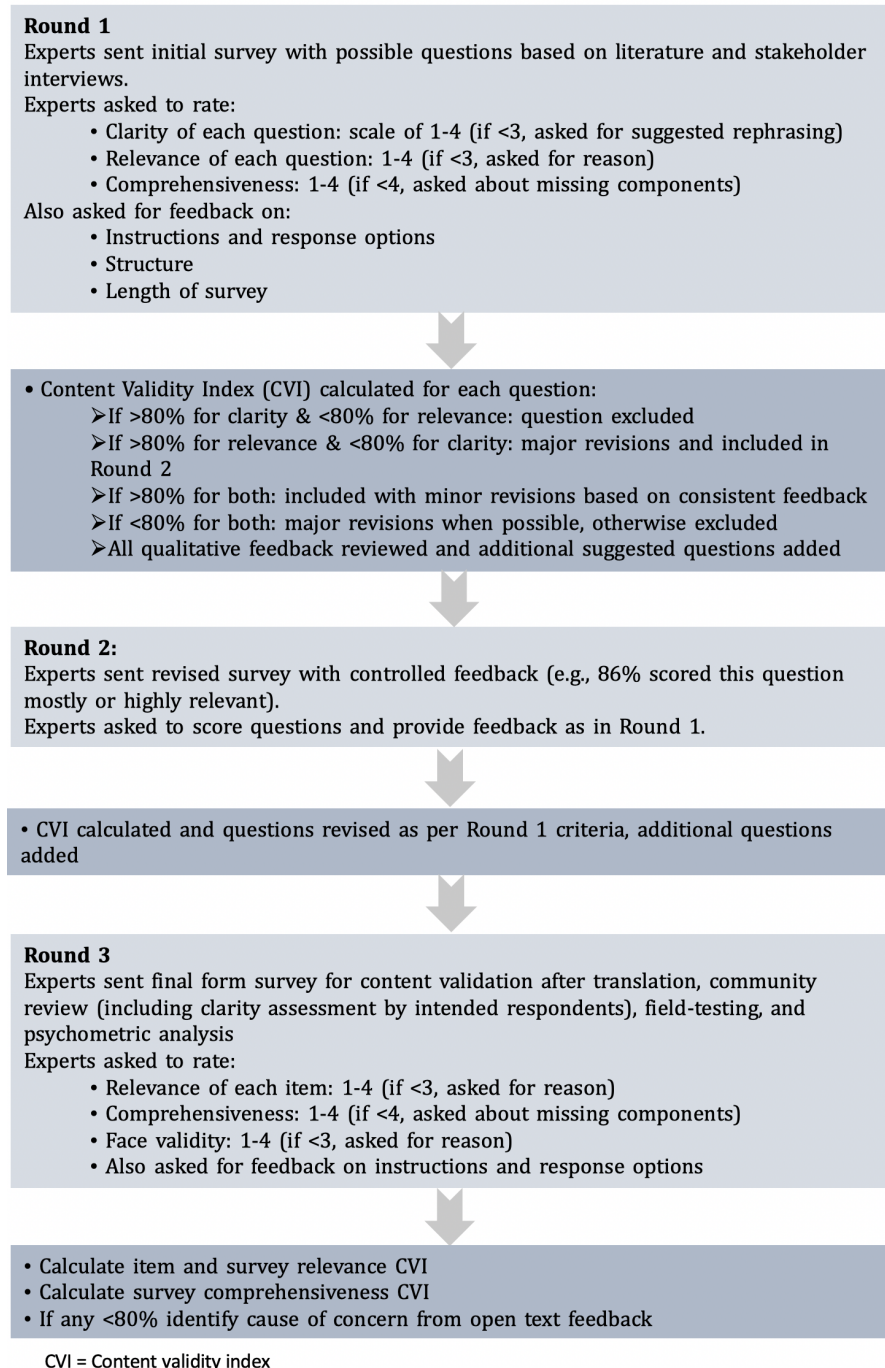 Round 1
Experts sent initial survey with possible questions based on literature and stakeholder
interviews.
Experts asked to rate:
• Clarity of each question: scale of 1-4 (if <3, asked for suggested rephrasing)
• Relevance of each question: 1-4 (if <3, asked for reason)
• Comprehensiveness: 1-4 (if <4, asked about missing components)
Also asked for feedback on:
• Instructions and response options
• Structure
• Length of survey
• Content Validity Index (CVI) calculated for each question:
➢If >80% for clarity & <80% for relevance: question excluded
➢If >80% for relevance & <80% for clarity: major revisions and included in
Round 2
➢If >80% for both: included with minor revisions based on consistent feedback
➢If <80% for both: major revisions when possible, otherwise excluded
➢All qualitative feedback reviewed and additional suggested questions added
Round 2:
Experts sent revised survey with controlled feedback (e.g., 86% scored this question
mostly or highly relevant).
Experts asked to score questions and provide feedback as in Round 1.
• CVI calculated and questions revised as per Round 1 criteria, additional questions
added
Round 3
Experts sent final form survey for content validation after translation, community
review (including clarity assessment by intended respondents), field-testing, and
psychometric analysis
Experts asked to rate:
• Relevance of each item: 1-4 (if <3, asked for reason)
• Comprehensiveness: 1-4 (if <4, asked about missing components)
• Face validity: 1-4 (if <3, asked for reason)
• Also asked for feedback on instructions and response options
• Calculate item and survey relevance CVI
• Calculate survey comprehensiveness CVI
• If any <80% identify cause of concern from open text feedback
CVI = Content validity index